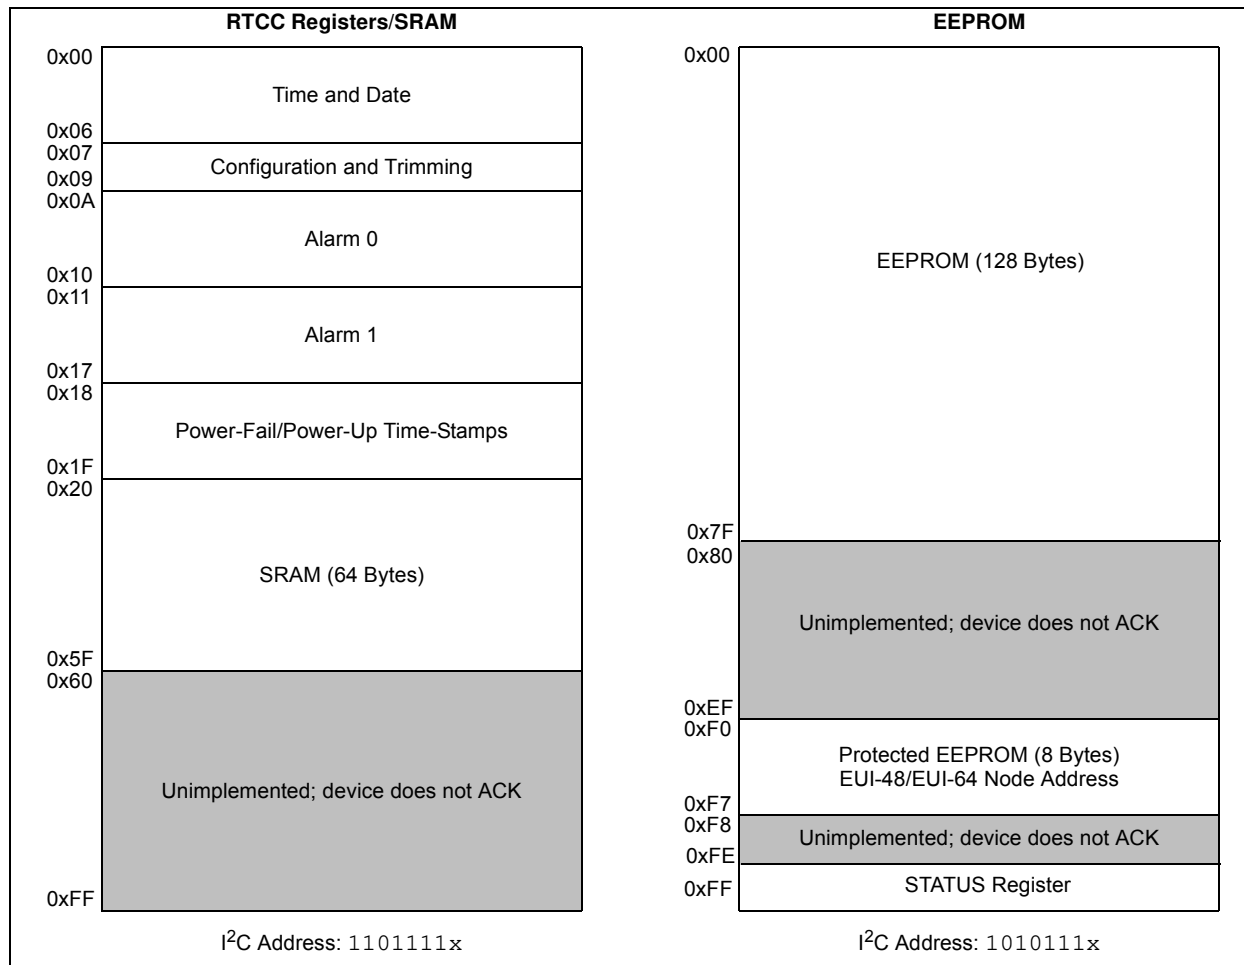 RTCC Registers/SRAM
0x00
Time and Date
0x06
0x07
Configuration and Trimming
0x09
0x0A
Alarm 0
0x10
0x11
Alarm 1
0x17
0x18
Power-Fail/Power-Up Time-Stamps
0x1F
0x20
SRAM (64 Bytes)
0x5F
0x60
Unimplemented; device does not ACK
0xFF
I2C Address: 1101111x
EEPROM
0x00
EEPROM (128 Bytes)
0x7F
0x80
Unimplemented; device does not ACK
0xEF
0xF0
Protected EEPROM (8 Bytes)
EUI-48/EUI-64 Node Address
0xF7
0xF8
Unimplemented; device does not ACK
0xFE
0xFF
STATUS Register
I2C Address: 1010111x